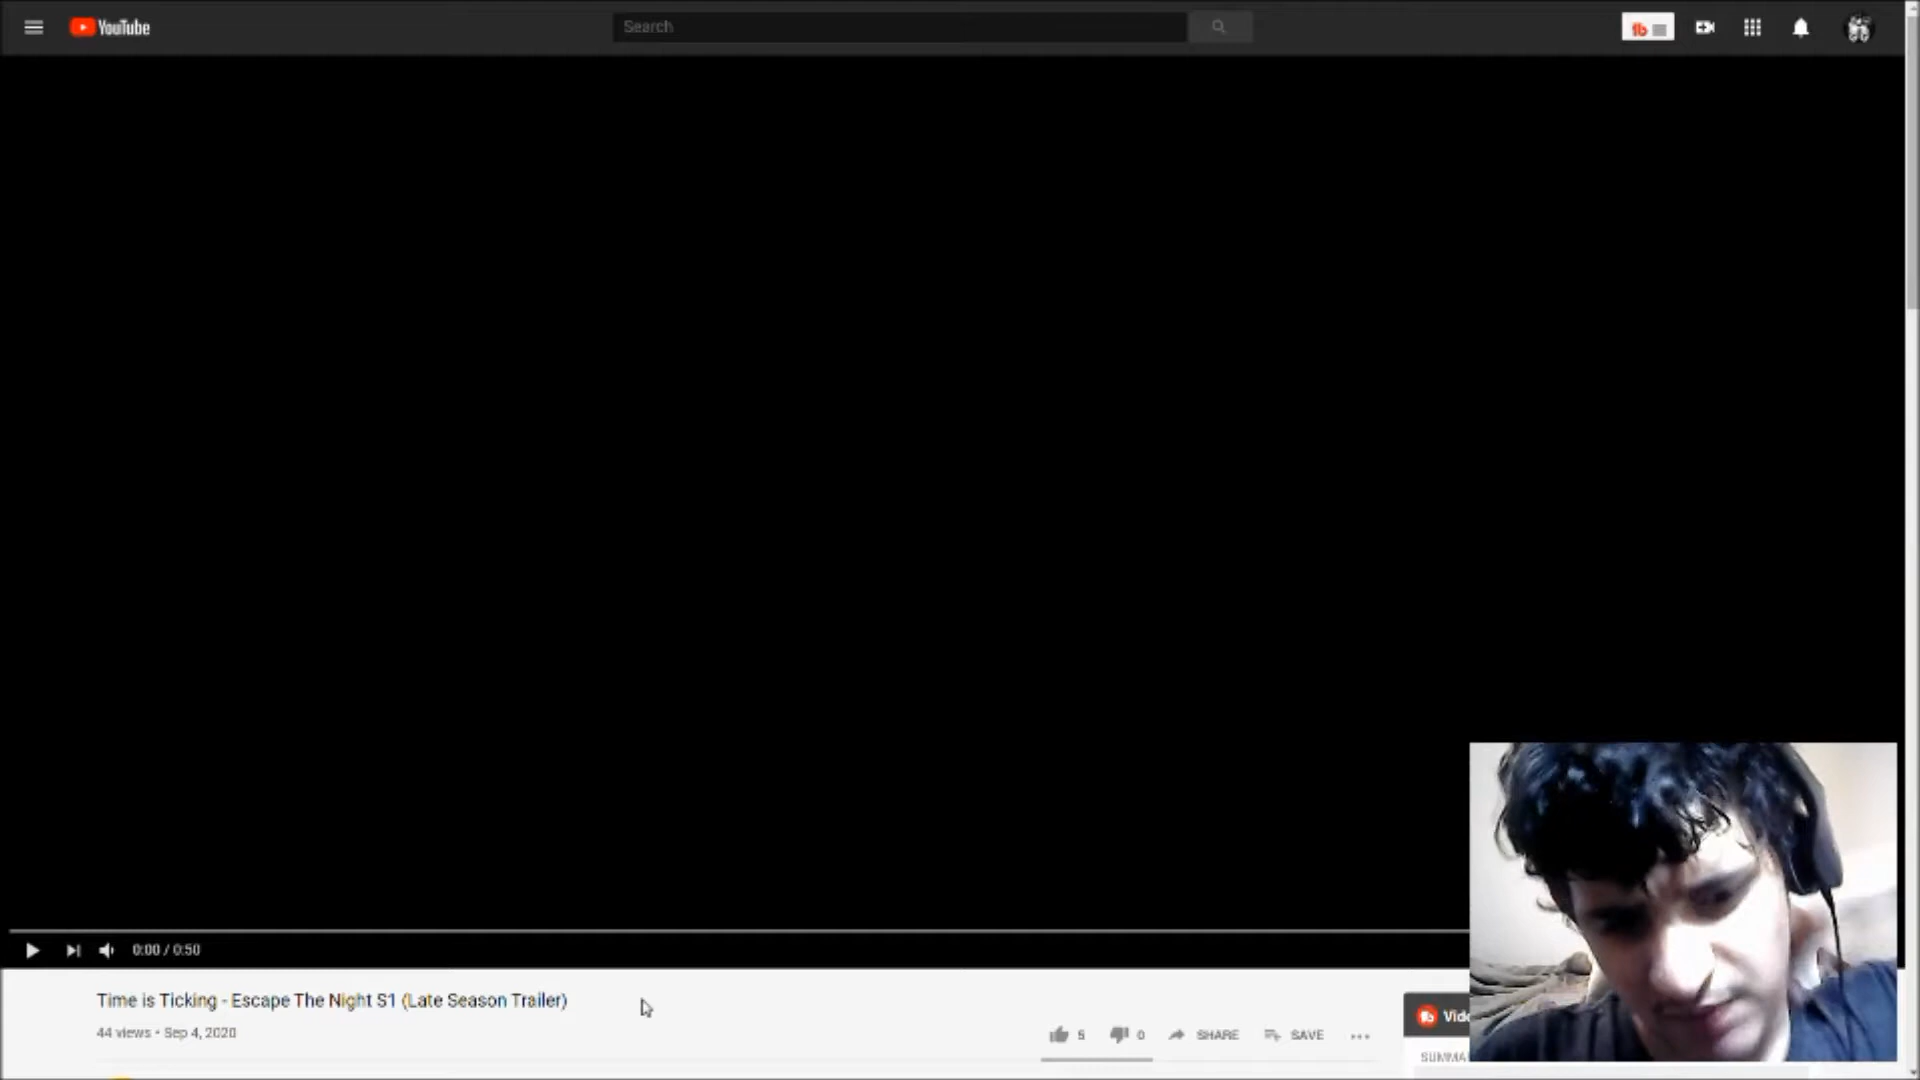 YouTube
Search
0:00 / 0:50
Time is Ticking - Escape The Night S1 (Late Season Trailer)
44 views • Sep 4, 2020
5
0
SHARE
SAVE
SUMMA